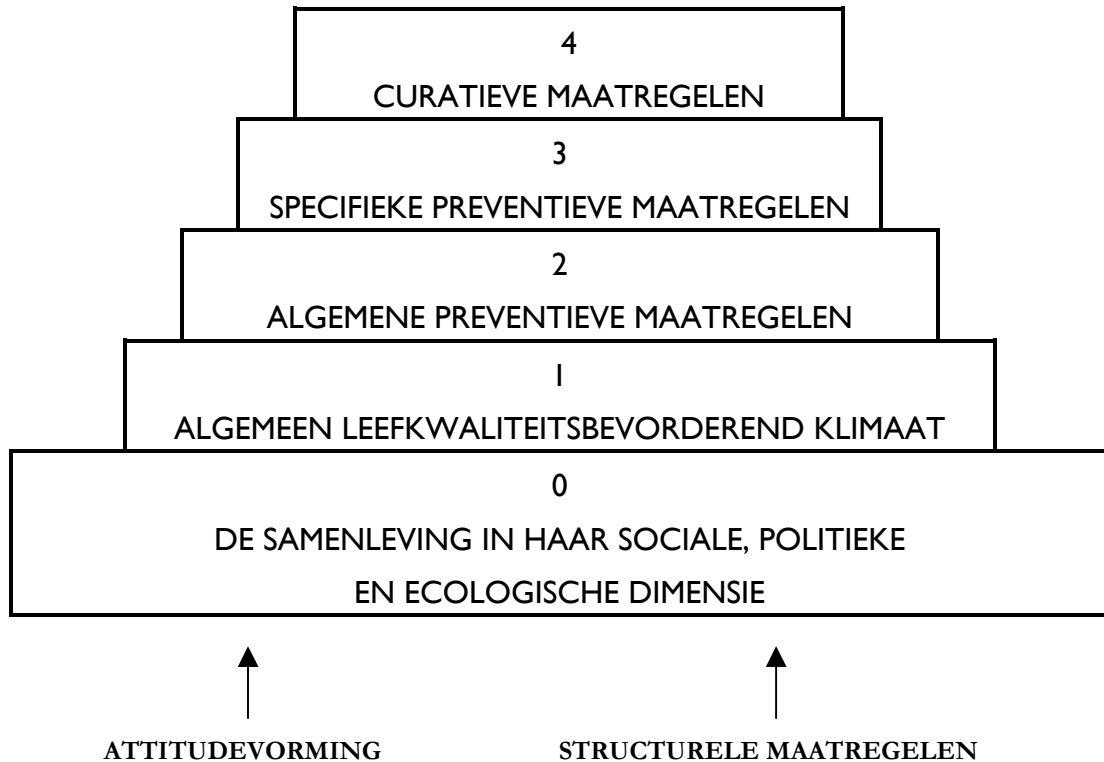 4
CURATIEVE MAATREGELEN
3
SPECIFIEKE PREVENTIEVE MAATREGELEN
2
ALGEMENE PREVENTIEVE MAATREGELEN
1
ALGEMEEN LEEFKWALITEITSBEVORDEREND KLIMAAT
0
DE SAMENLEVING IN HAAR SOCIALE, POLITIEKE
EN ECOLOGISCHE DIMENSIE
ATTITUDEVORMING STRUCTURELE MAATREGELEN